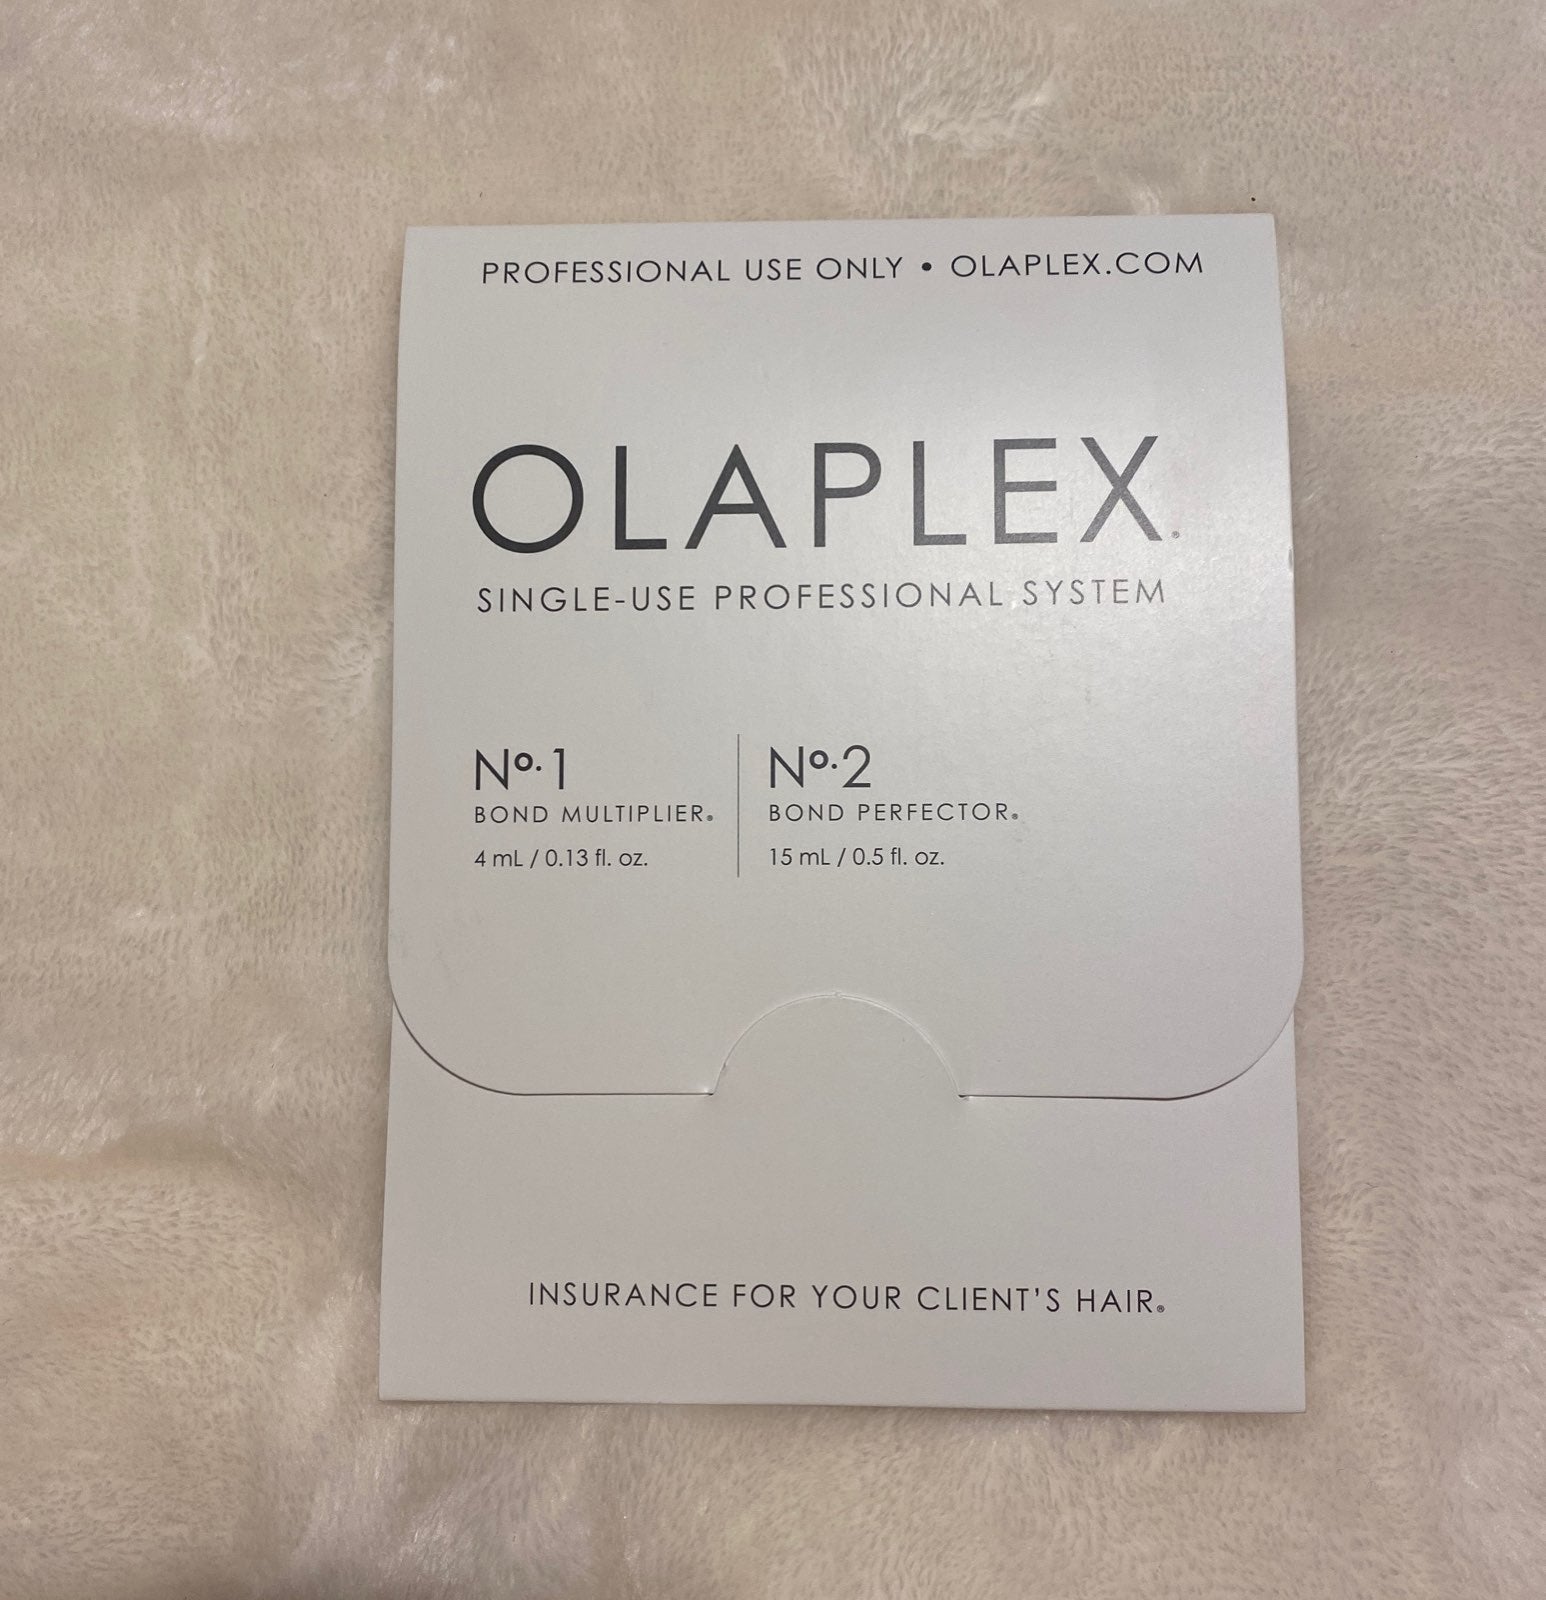 PROFESSIONAL USE ONLY • OLAPLEX.COM
OLAPLEX®
SINGLE-USE PROFESSIONAL SYSTEM
Nº.1
BOND MULTIPLIER®
4 mL / 0.13 fl. oz.
Nº.2
BOND PERFECTOR®
15 mL / 0.5 fl. oz.
INSURANCE FOR YOUR CLIENT'S HAIR®